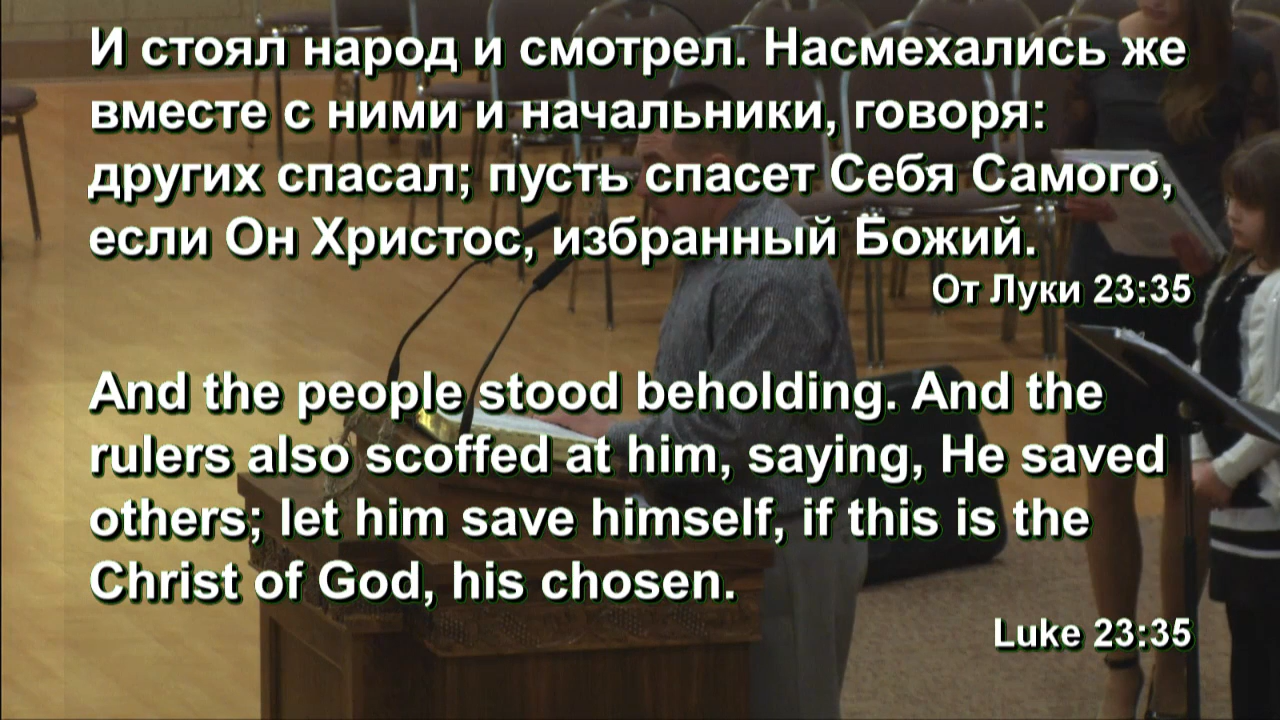 И стоял народ и смотрел. Насмехались же
вместе с ними и начальники, говоря:
других спасал; пусть спасет Себя Самого,
если Он Христос, избранный Божий.
От Луки 23:35
And the people stood beholding. And the
rulers also scoffed at him, saying, He saved
others; let him save himself, if this is the
Christ of God, his chosen.
Luke 23:35